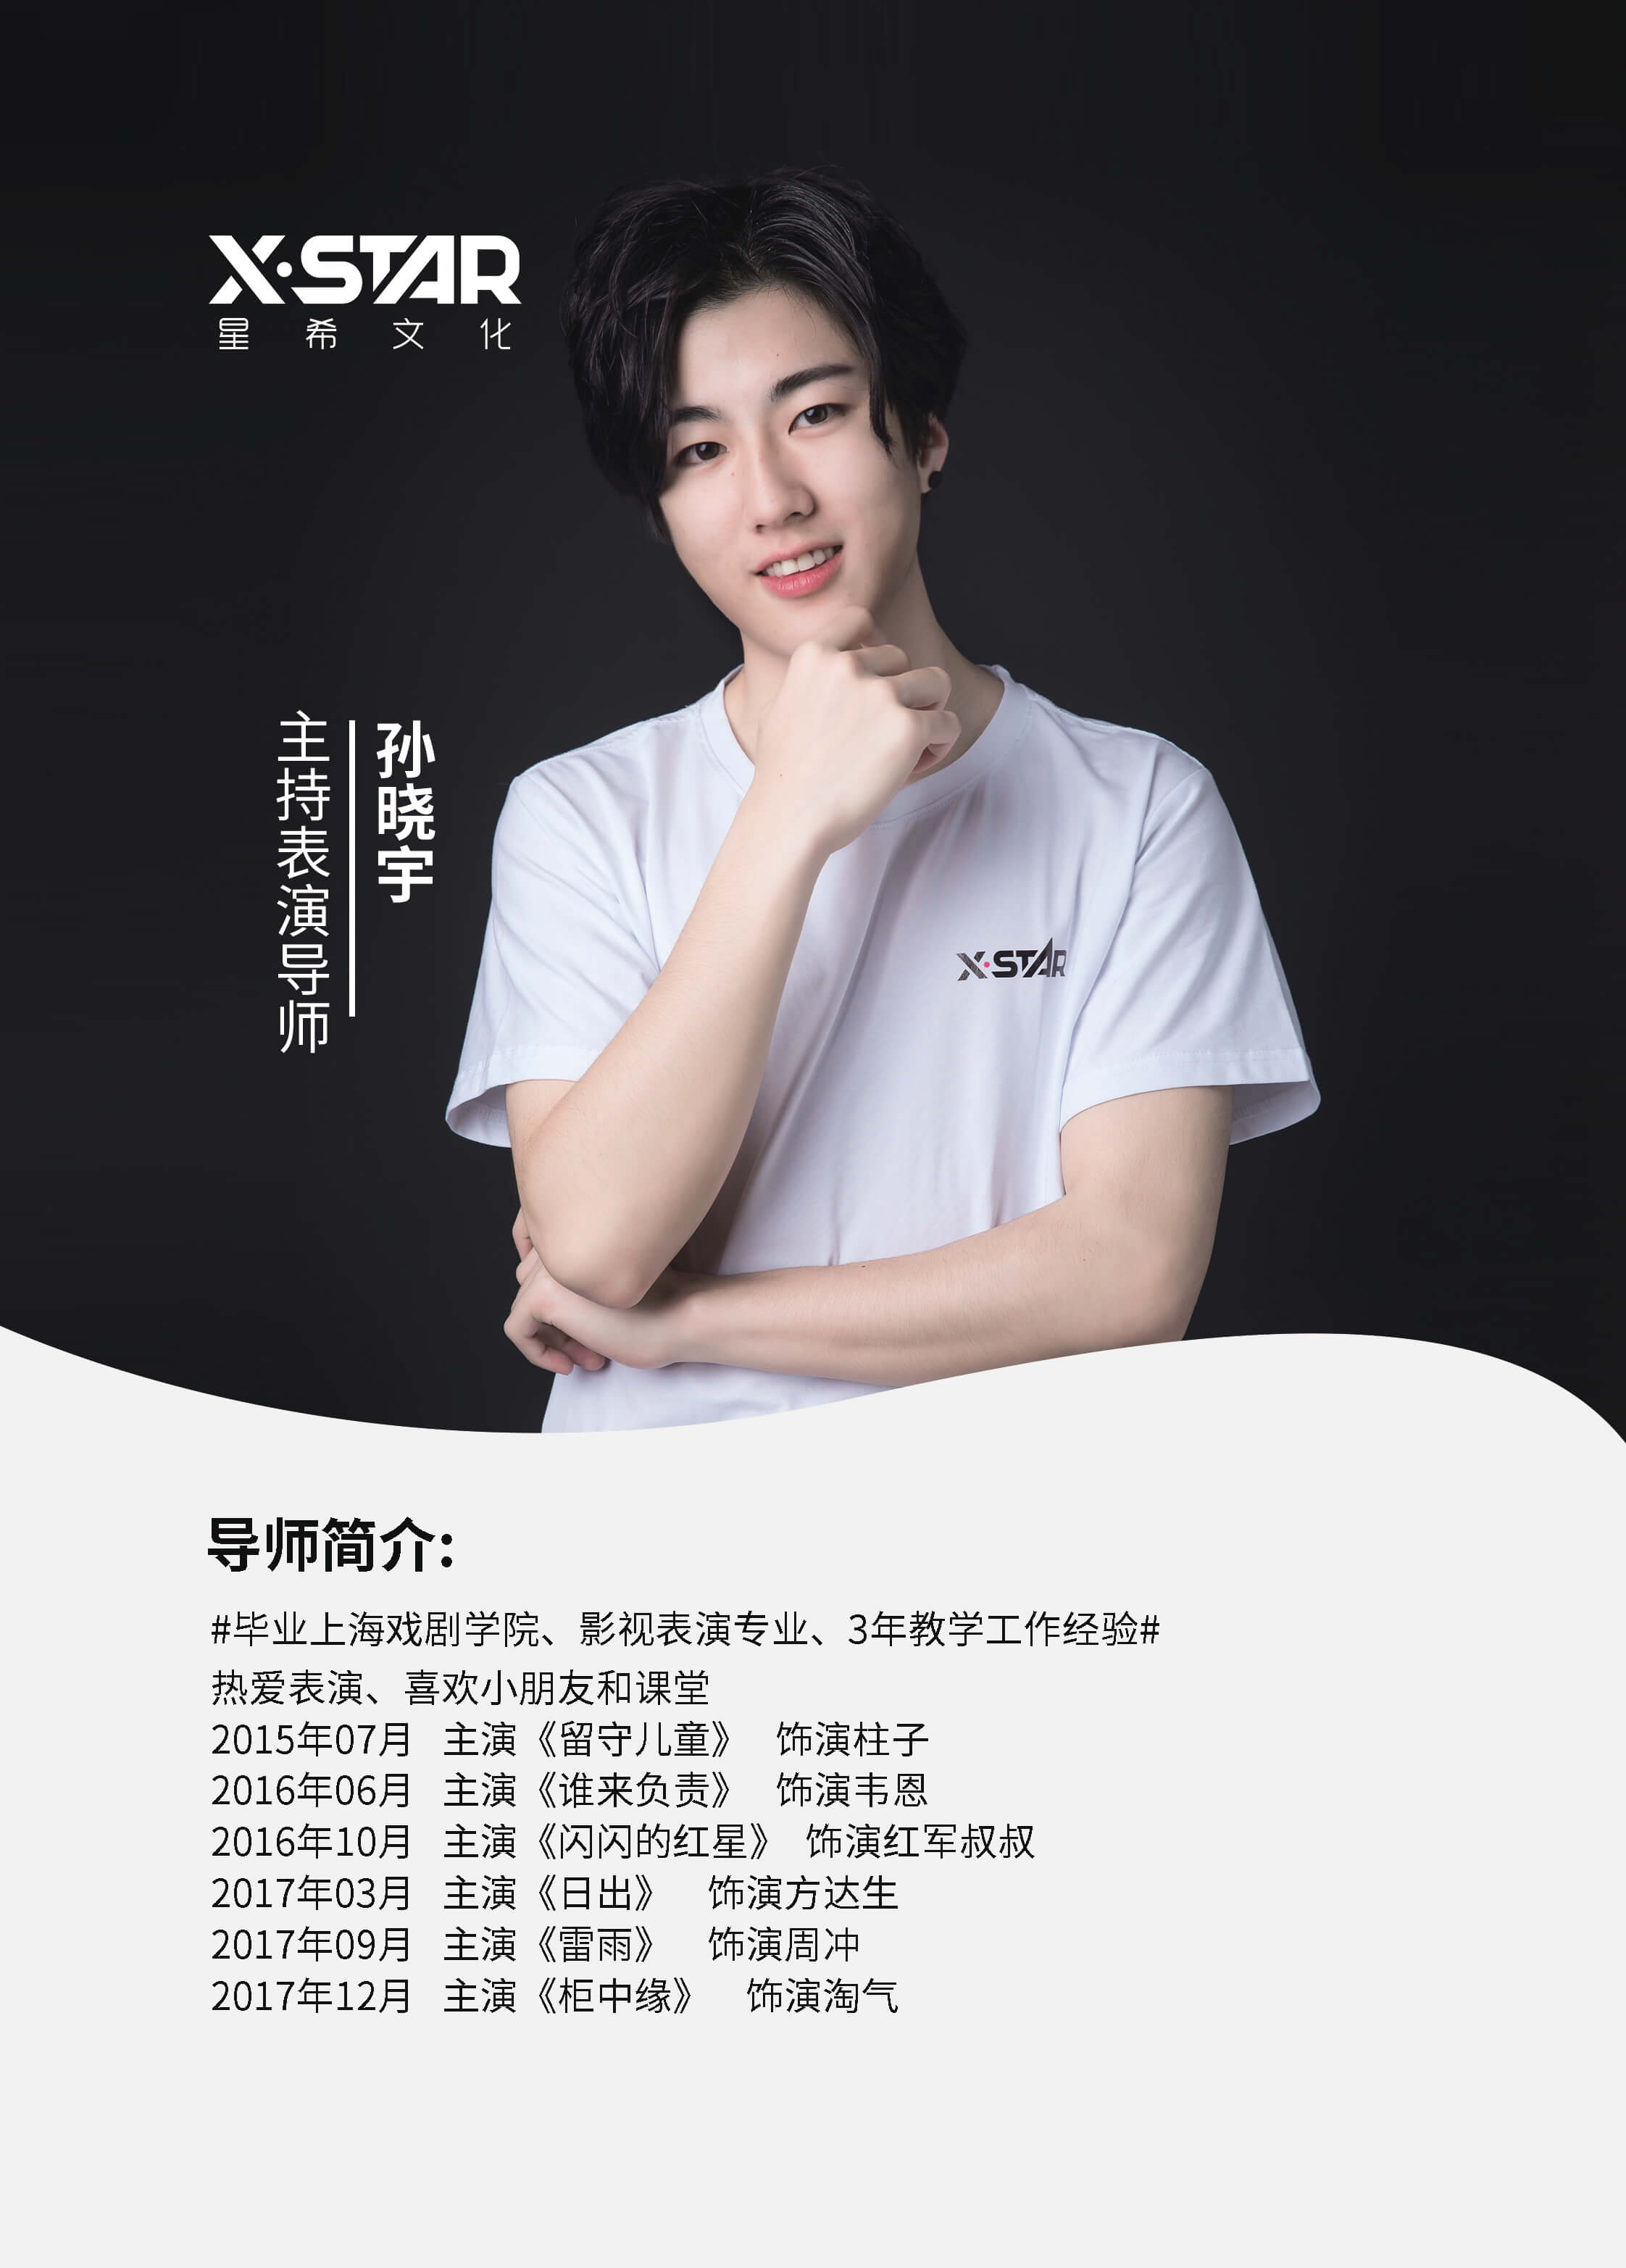 X·STAR
星希文化
孙晓宇
主持表演导师
X·STAR
导师简介:
#毕业上海戏剧学院、影视表演专业、3年教学工作经验#
热爱表演、喜欢小朋友和课堂
2015年07月 主演《留守儿童》 饰演柱子
2016年06月 主演《谁来负责》 饰演韦恩
2016年10月 主演《闪闪的红星》 饰演红军叔叔
2017年03月 主演《日出》 饰演方达生
2017年09月 主演《雷雨》 饰演周冲
2017年12月 主演《柜中缘》 饰演淘气